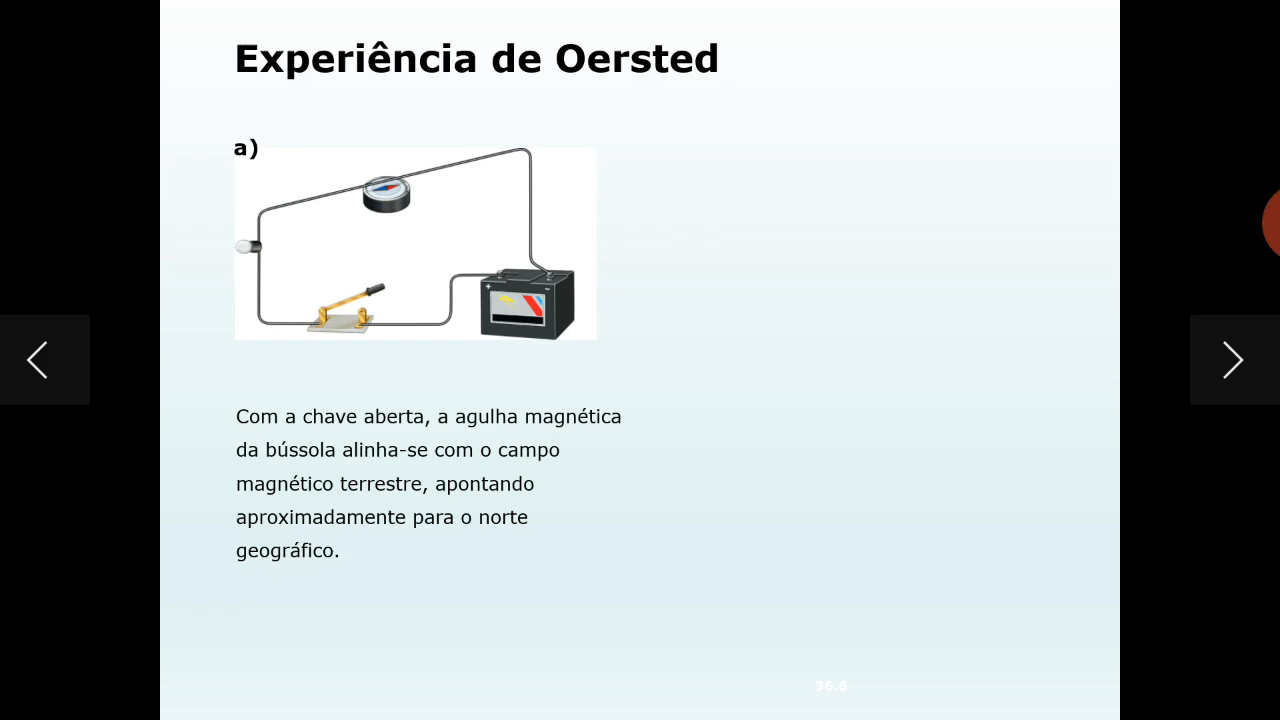 Experiência de Oersted
a)
Com a chave aberta, a agulha magnética
da bússola alinha-se com o campo
magnético terrestre, apontando
aproximadamente para o norte
geográfico.
36.6